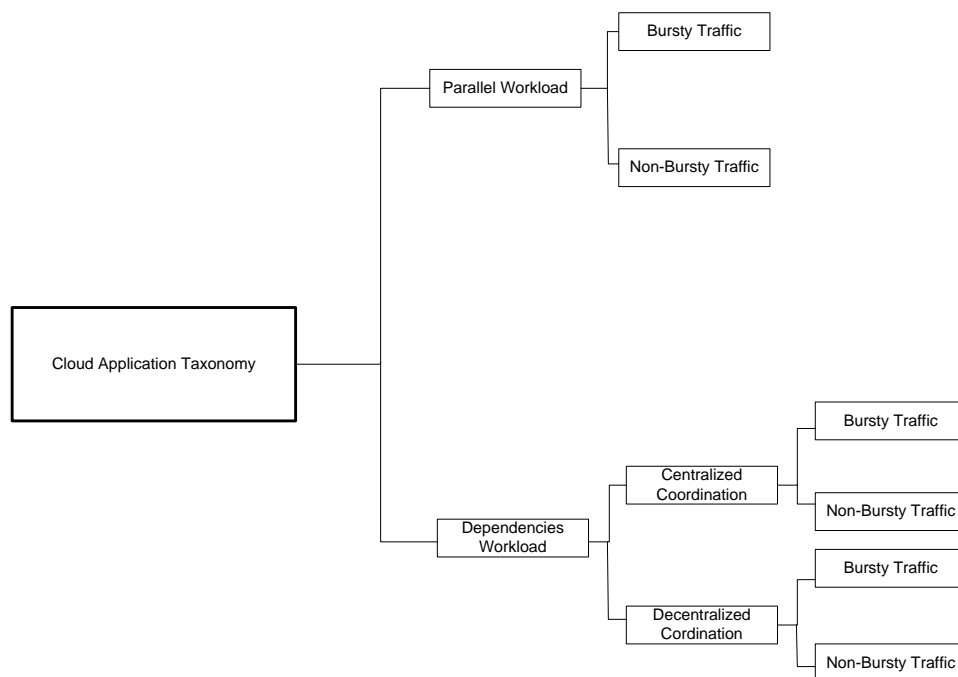 Bursty Traffic
Parallel Workload
Non-Bursty Traffic
Cloud Application Taxonomy
Bursty Traffic
Centralized
Coordination
Non-Bursty Traffic
Dependencies
Workload
Bursty Traffic
Decentralized
Cordination
Non-Bursty Traffic